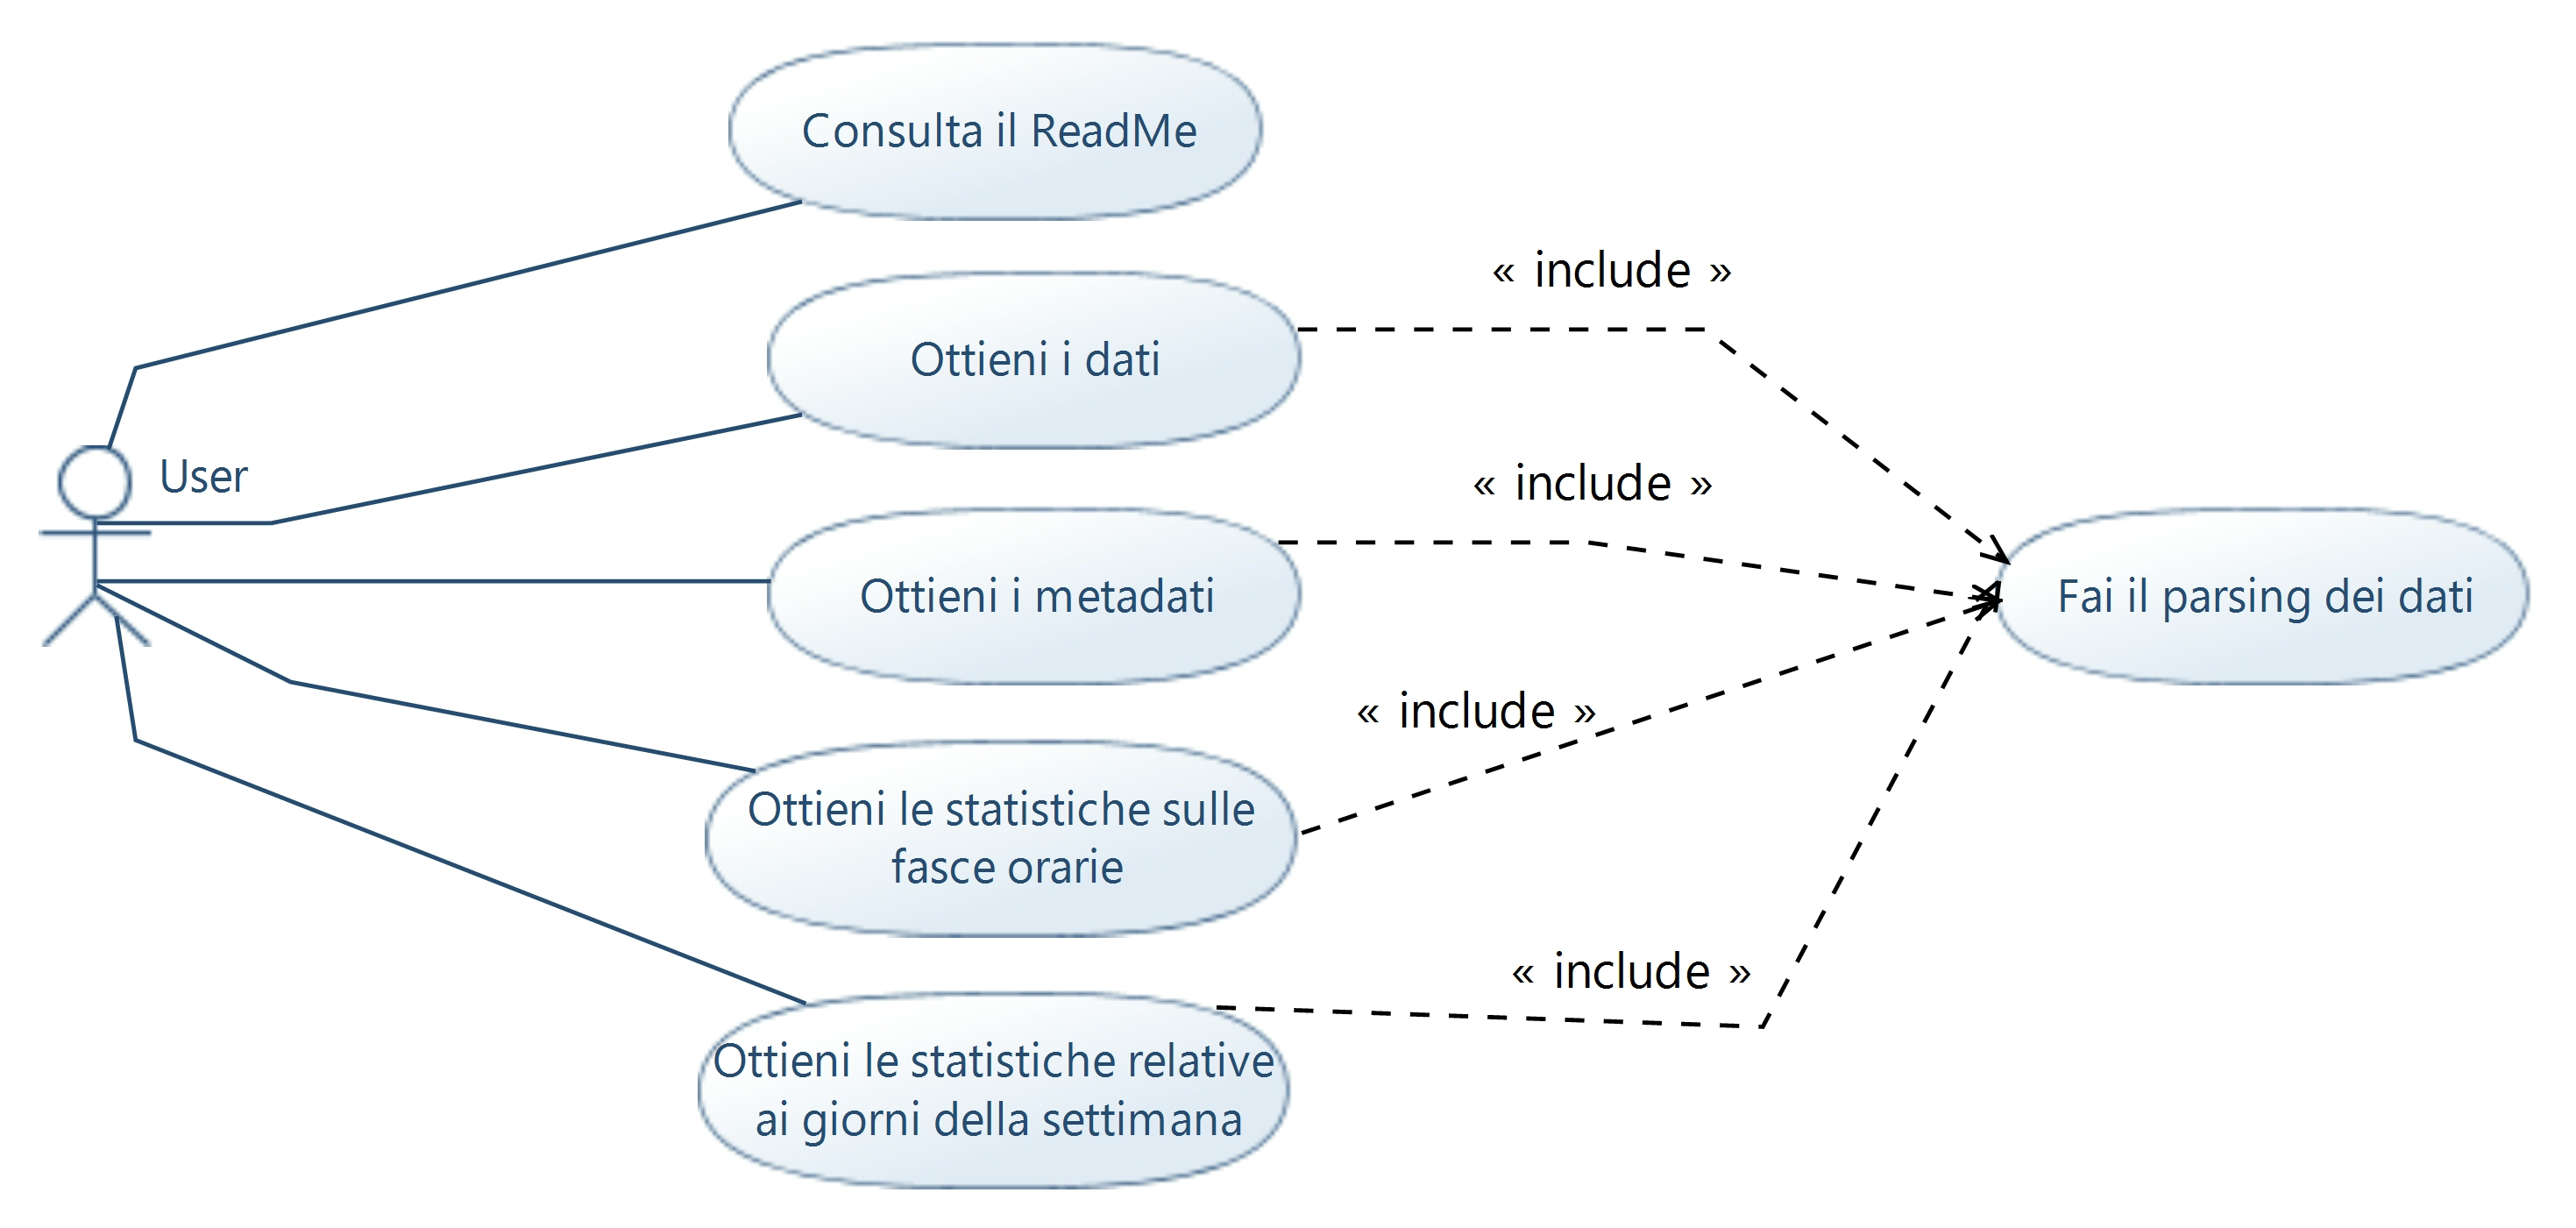 Consulta il ReadMe
« include »
Ottieni i dati
User
« include »
Ottieni i metadati
Fai il parsing dei dati
« include »
Ottieni le statistiche sulle
fasce orarie
« include »
Ottieni le statistiche relative
ai giorni della settimana